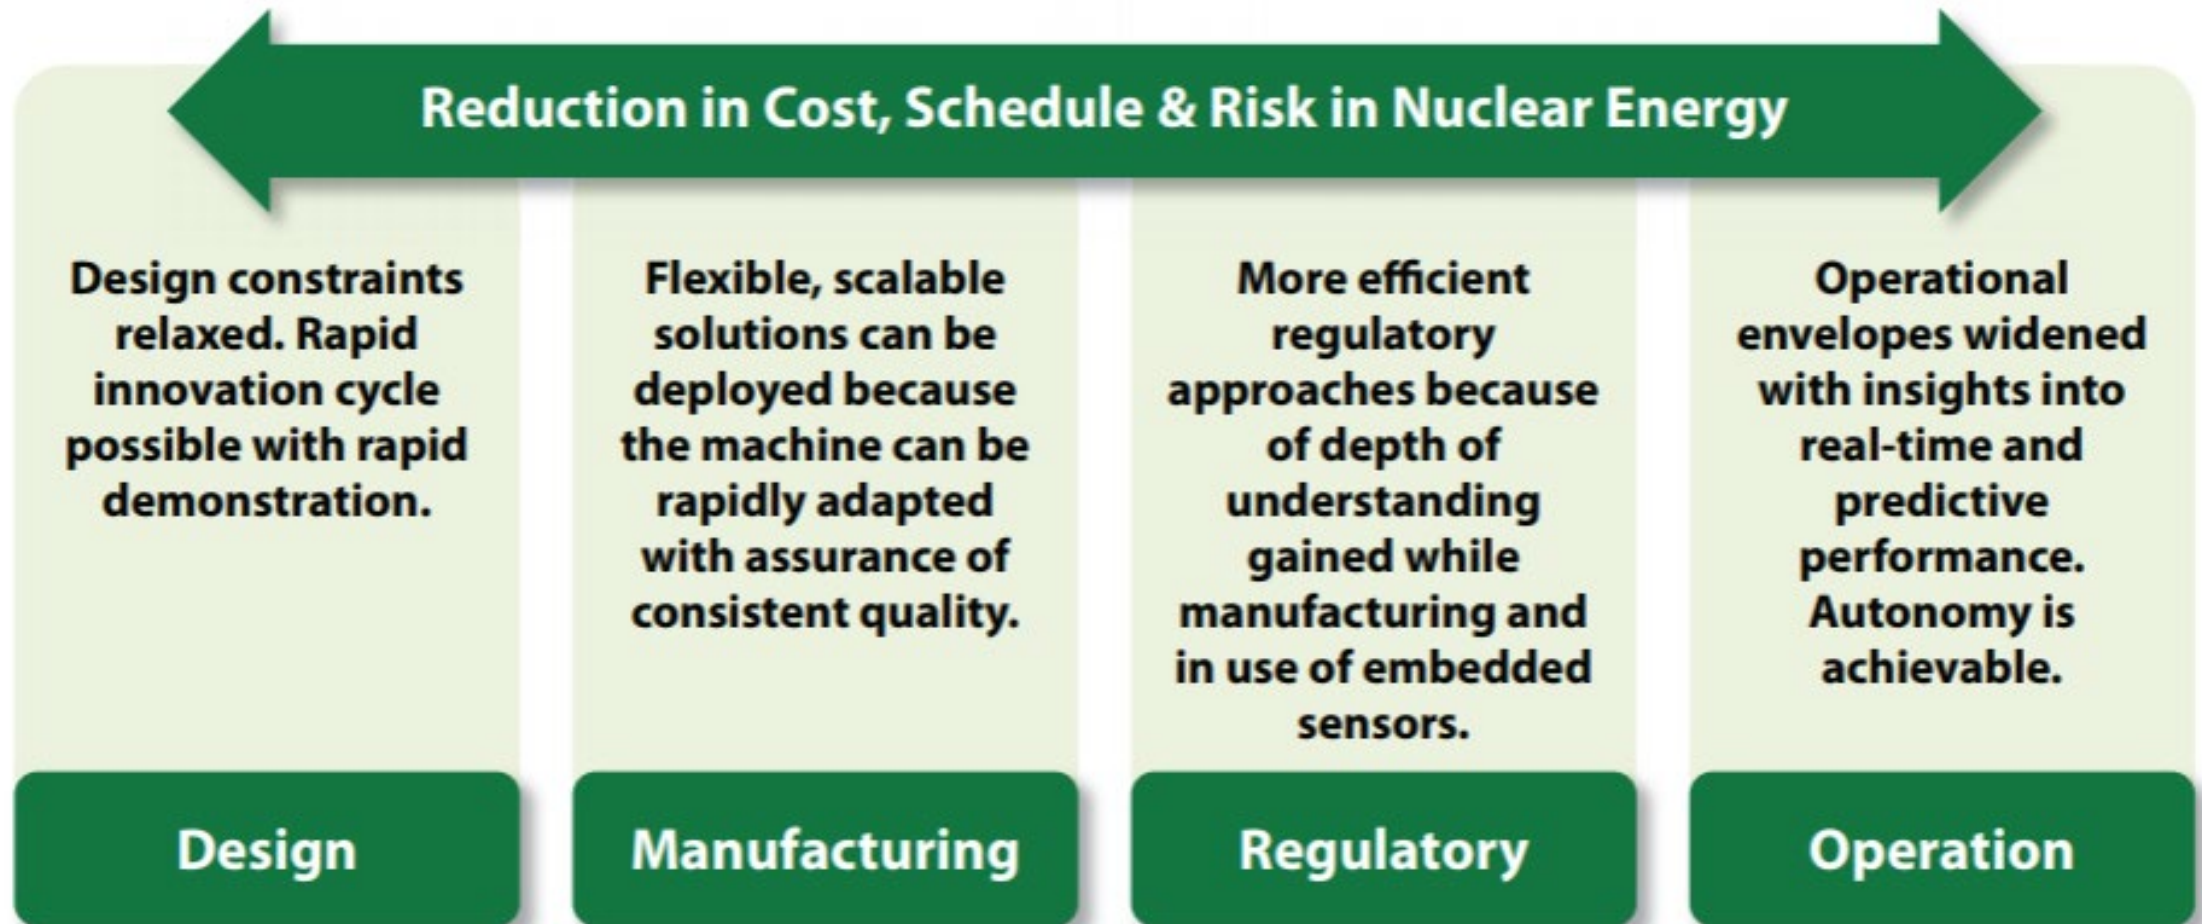 Reduction in Cost, Schedule & Risk in Nuclear Energy
Design constraints
relaxed. Rapid
innovation cycle
possible with rapid
demonstration.
Design
Flexible, scalable
solutions can be
deployed because
the machine can be
rapidly adapted
with assurance of
consistent quality.
Manufacturing
More efficient
regulatory
approaches because
of depth of
understanding
gained while
manufacturing and
in use of embedded
sensors.
Regulatory
Operational
envelopes widened
with insights into
real-time and
predictive
performance.
Autonomy is
achievable.
Operation